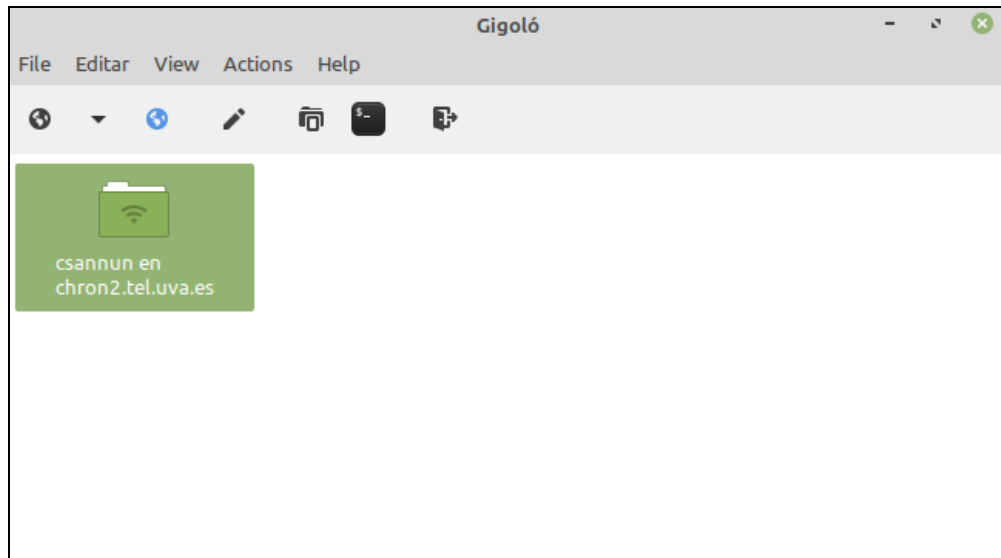 Gigoló
File Editar View Actions Help
$_
csannun en
chron2.tel.uva.es